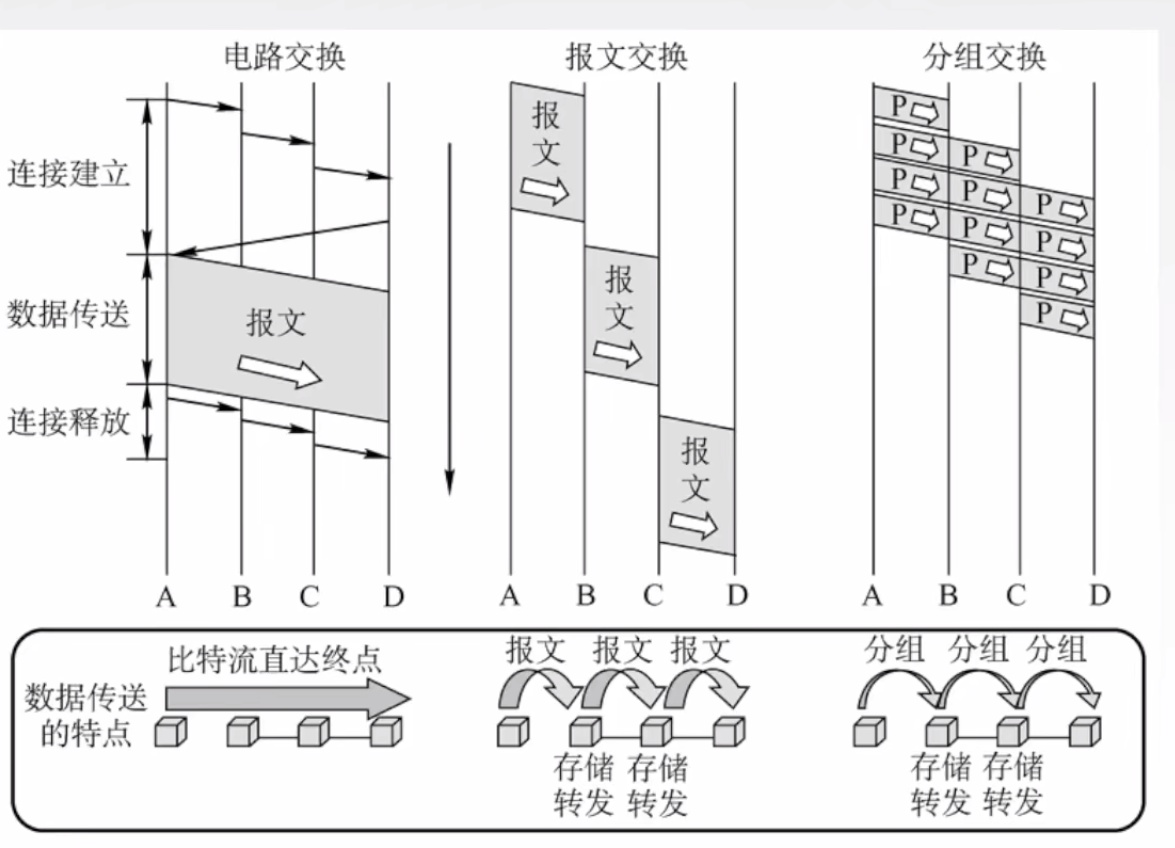 电路交换
报文交换
分组交换
连接建立
数据传送
连接释放
报文
报
文
报
文
报
文
P
P
P
P
P
P
P
P
P
P
P
P
A B C D
A B C D
A B C D
数据传送
的特点
比特流直达终点
报文 报文 报文
存储 存储
转发 转发
分组 分组 分组
存储 存储
转发 转发